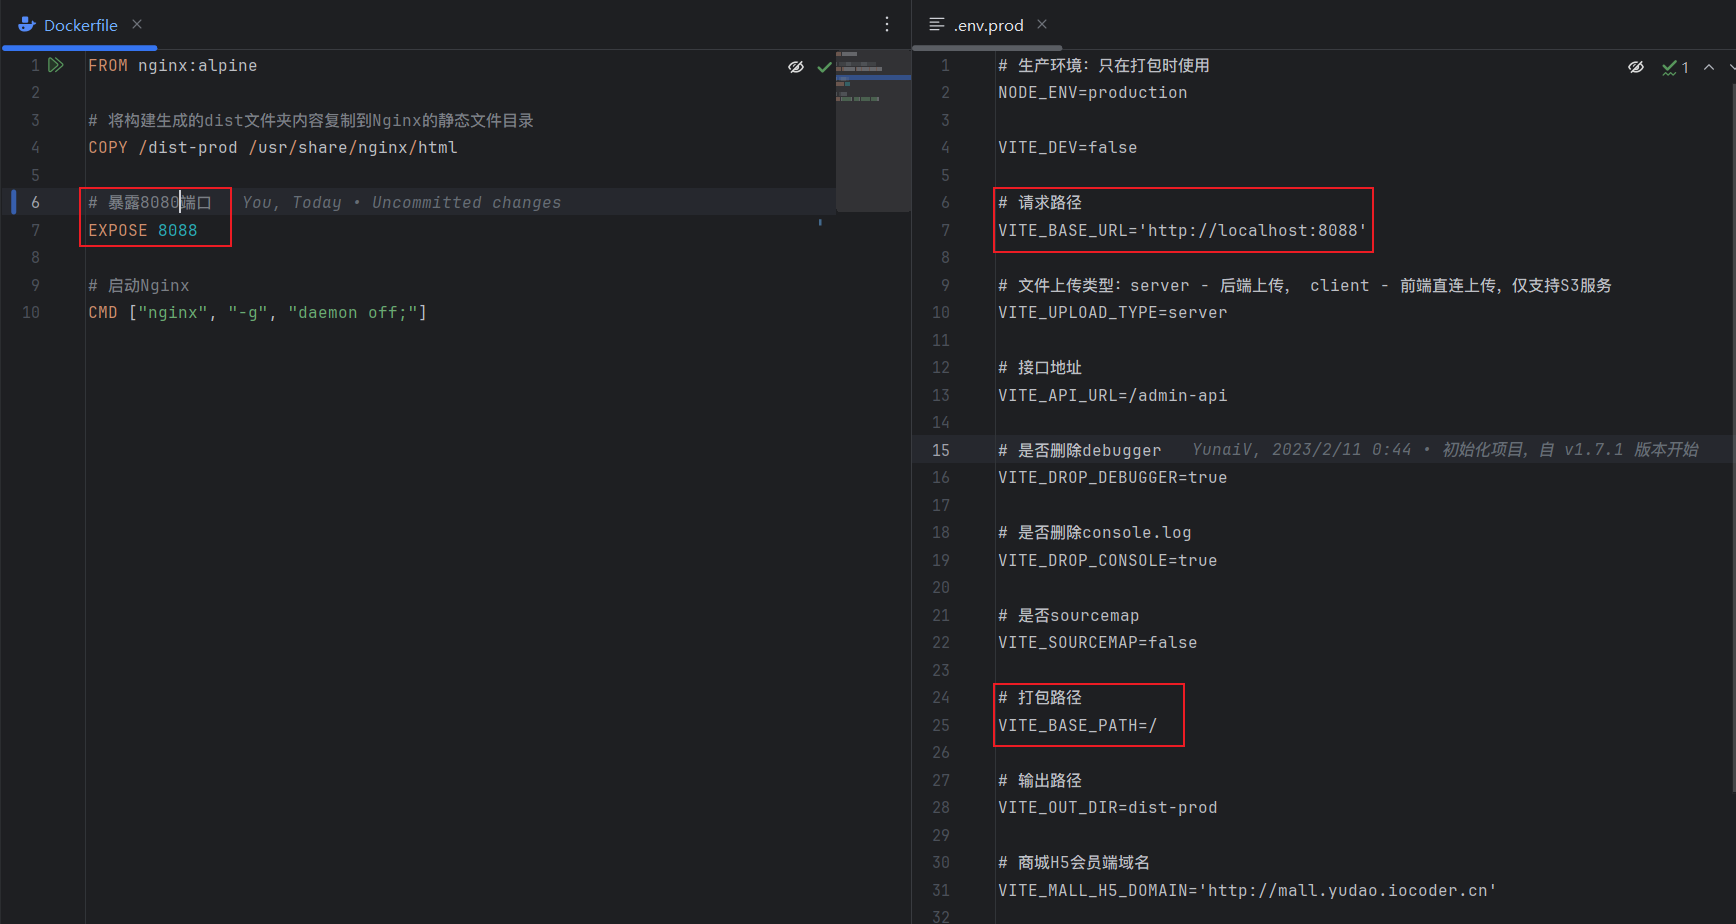 Dockerfile
1 FROM nginx:alpine
2
3 # 将构建生成的dist文件夹内容复制到Nginx的静态文件目录
4 COPY /dist-prod /usr/share/nginx/html
5
6 # 暴露8080端口 You, Today • Uncommitted changes
7 EXPOSE 8088
8
9 # 启动Nginx
10 CMD ["nginx", "-g", "daemon off;"]
.env.prod
1
1 # 生产环境：只在打包时使用
2 NODE_ENV=production
3
4 VITE_DEV=false
5
6 # 请求路径
7 VITE_BASE_URL='http://localhost:8088'
8
9 # 文件上传类型：server - 后端上传， client - 前端直连上传，仅支持S3服务
10 VITE_UPLOAD_TYPE=server
11
12 # 接口地址
13 VITE_API_URL=/admin-api
14
15 # 是否删除debugger YunaiV, 2023/2/11 0:44 • 初始化项目，自 v1.7.1 版本开始
16 VITE_DROP_DEBUGGER=true
17
18 # 是否删除console.log
19 VITE_DROP_CONSOLE=true
20
21 # 是否sourcemap
22 VITE_SOURCEMAP=false
23
24 # 打包路径
25 VITE_BASE_PATH=/
26
27 # 输出路径
28 VITE_OUT_DIR=dist-prod
29
30 # 商城H5会员端域名
31 VITE_MALL_H5_DOMAIN='http://mall.yudao.iocoder.cn'
32